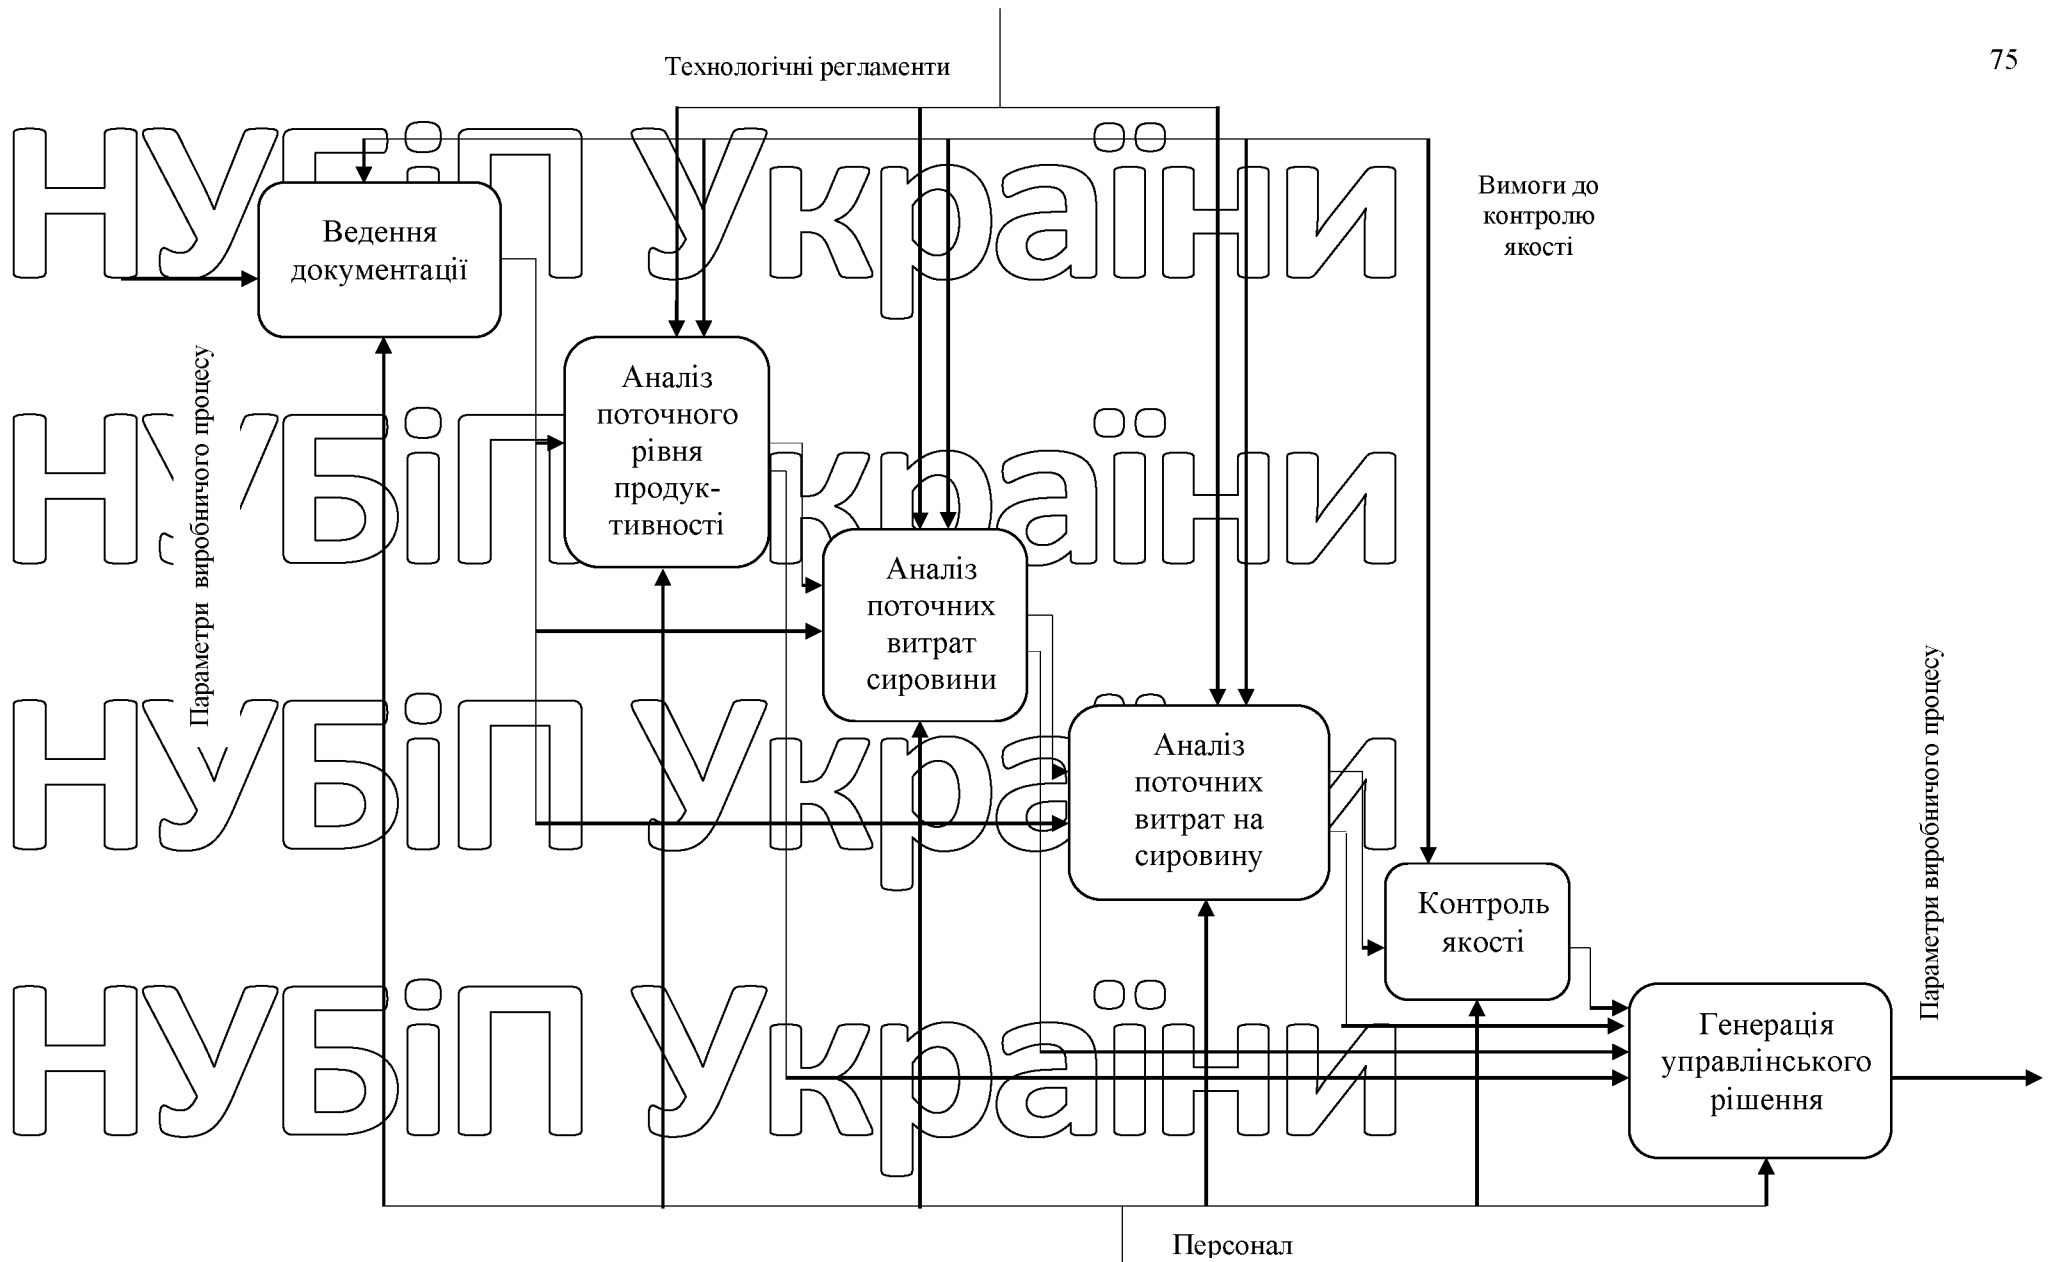 75
Технологічні регламенти
НУБіП України
Вимоги до
контролю
якості
Ведення
документації
Параметри виробничого процесу
Аналіз
поточного
рівня
продук-
тивності
НУБіП України
Аналіз
поточних
витрат
сировини
НУБіП України
Аналіз
поточних
витрат на
сировину
Параметри виробничого процесу
Контроль
якості
НУБіП України
Генерація
управлінського
рішення
Персонал